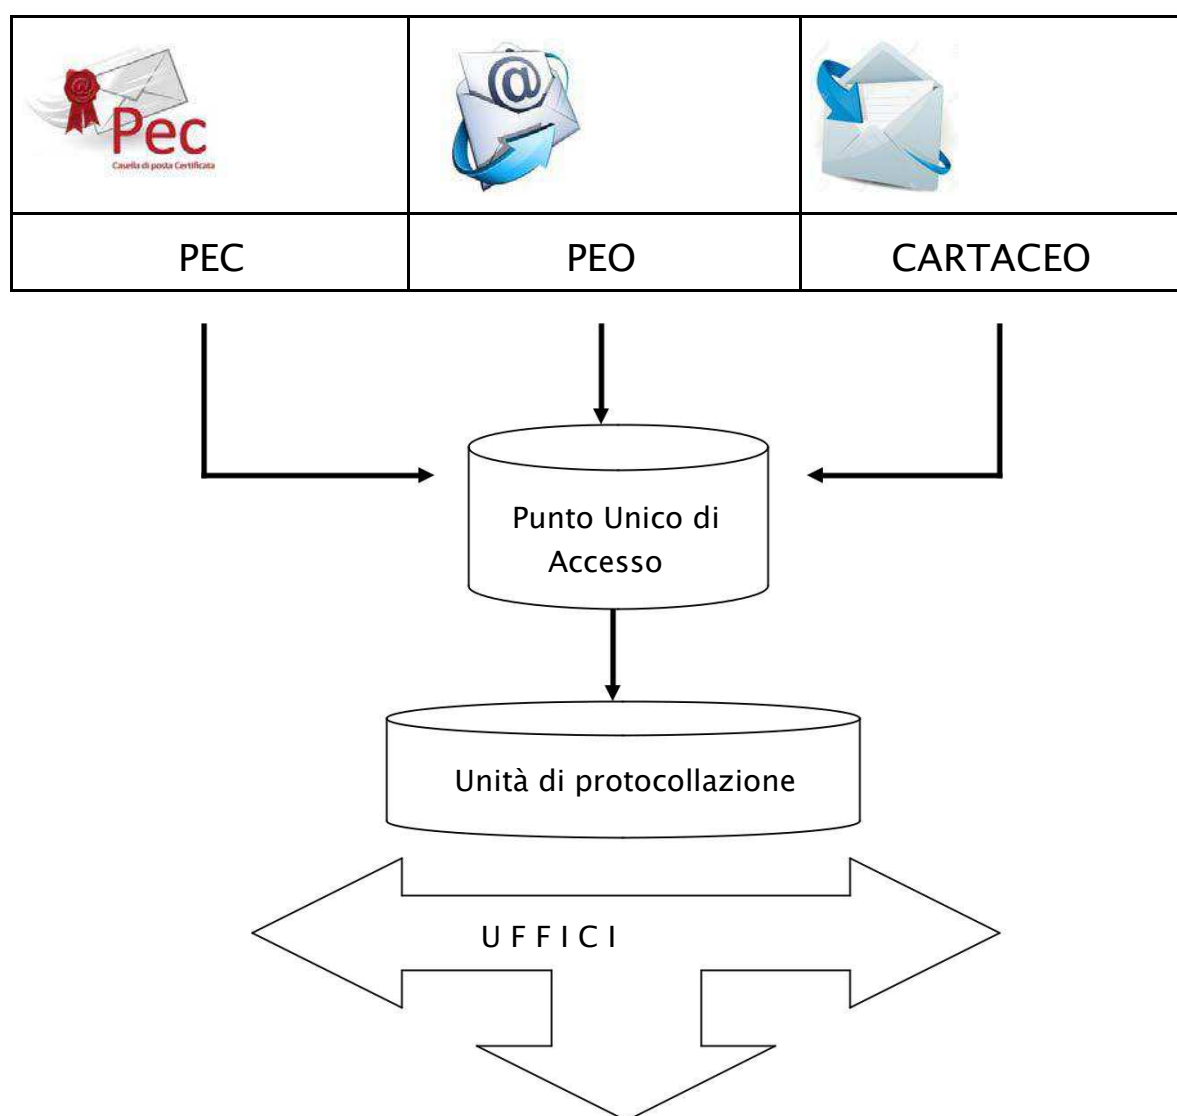 @
Pec
Casella di posta Certificata
@
PEC
PEO
CARTACEO
Punto Unico di
Accesso
Unità di protocollazione
U F F I C I